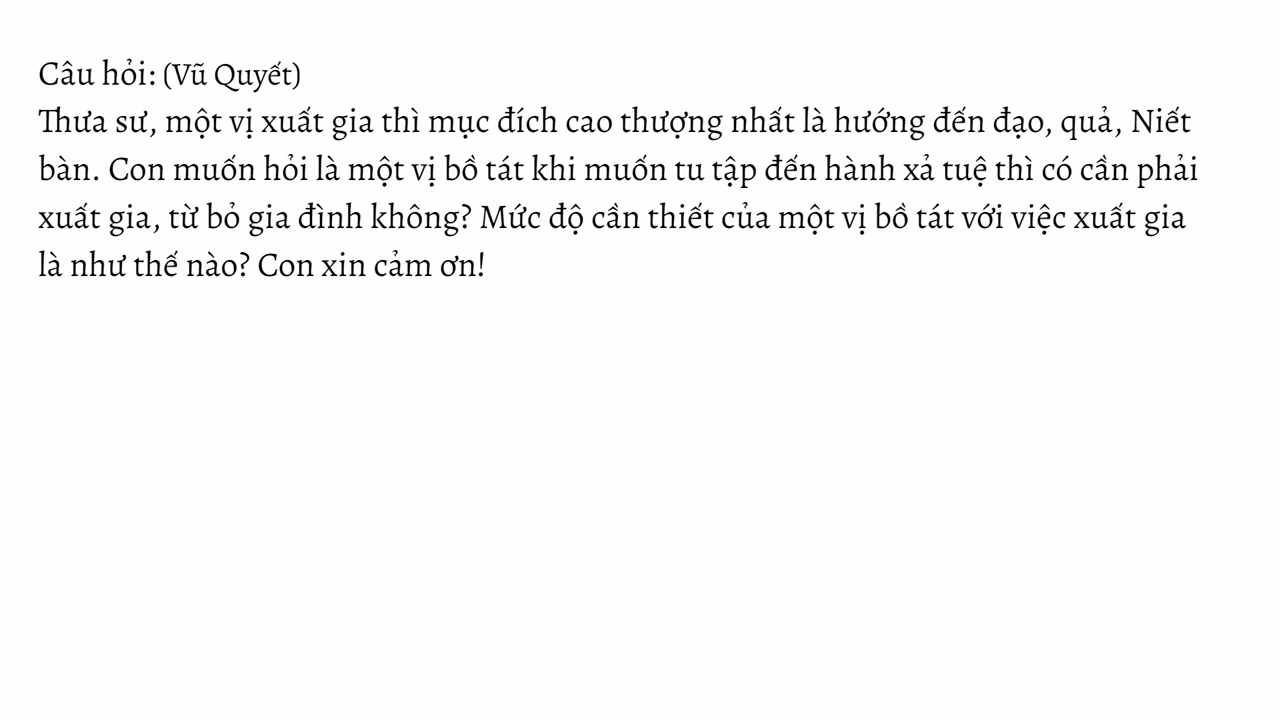 Câu hỏi: (Vũ Quyết)
Thưa sư, một vị xuất gia thì mục đích cao thượng nhất là hướng đến đạo, quả, Niết
bàn. Con muốn hỏi là một vị bồ tát khi muốn tu tập đến hành xả tuệ thì có cần phải
xuất gia, từ bỏ gia đình không? Mức độ cần thiết của một vị bồ tát với việc xuất gia
là như thế nào? Con xin cảm ơn!